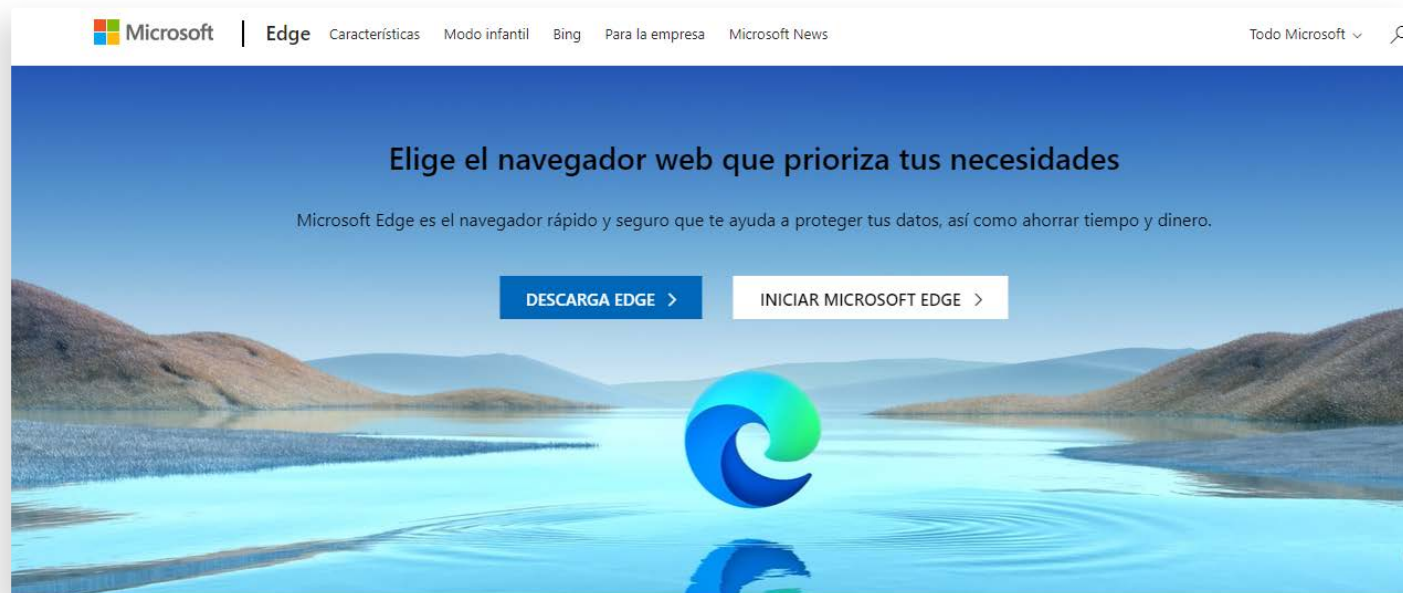 Microsoft | Edge Características Modo infantil Bing Para la empresa Microsoft News Todo Microsoft
Elige el navegador web que prioriza tus necesidades
Microsoft Edge es el navegador rápido y seguro que te ayuda a proteger tus datos, así como ahorrar tiempo y dinero.
DESCARGA EDGE > INICIAR MICROSOFT EDGE >